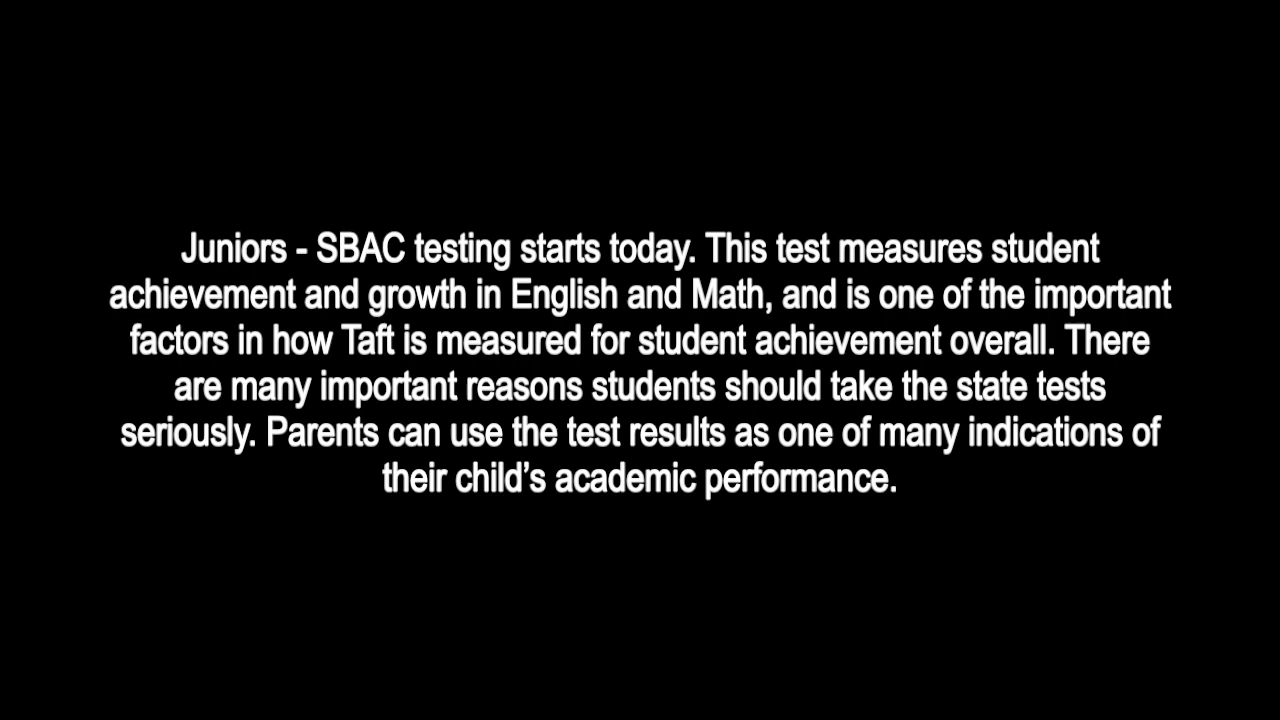 Juniors - SBAC testing starts today. This test measures student
achievement and growth in English and Math, and is one of the important
factors in how Taft is measured for student achievement overall. There
are many important reasons students should take the state tests
seriously. Parents can use the test results as one of many indications of
their child’s academic performance.